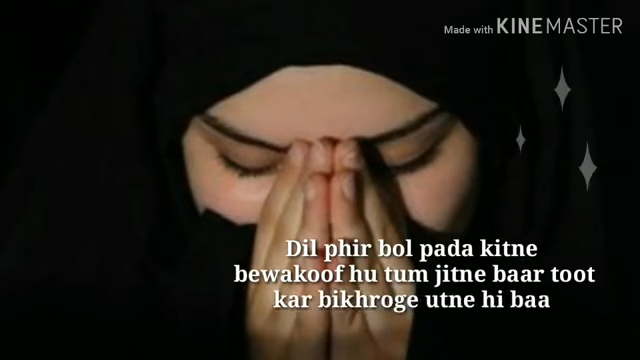 Made with KINEMASTER
Dil phir bol pada kitne
bewakoof hu tum jitne baar toot
kar bikhroge utne hi baa